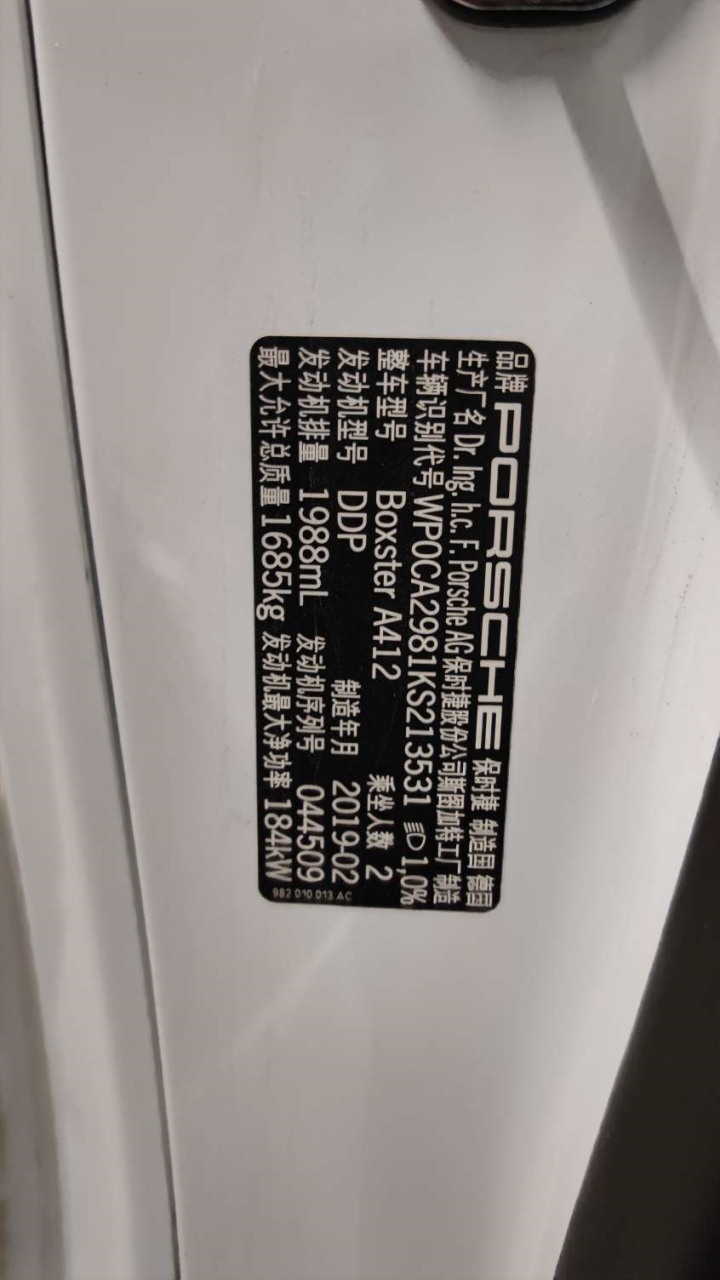 品牌 PORSCHE 保时捷 制造国 德国
生产厂名 Dr. Ing. h.c. F. Porsche AG 保时捷股份公司斯图加特工厂制造
车辆识别代号 WP0CA2981KS213531 1,0%
整车型号 Boxster A412 乘坐人数 2
发动机型号 DDP 制造年月 2019-02
发动机排量 1988mL 发动机序列号 044509
最大允许总质量 1685kg 发动机最大净功率 184kW
982 010 013 AC